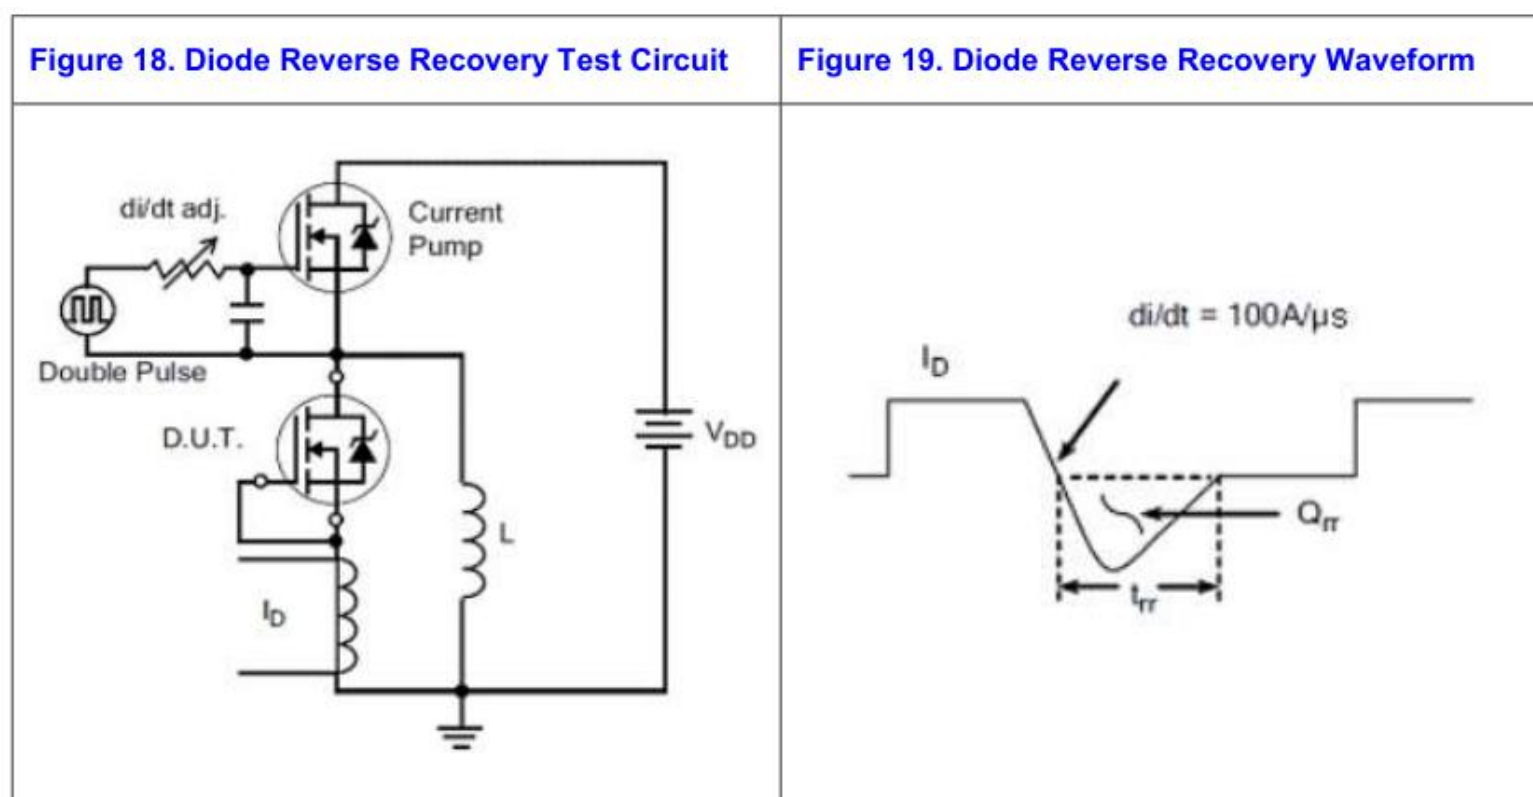 Figure 18. Diode Reverse Recovery Test Circuit
Figure 19. Diode Reverse Recovery Waveform
di/dt adj.
Current
Pump
Double Pulse
D.U.T.
VDD
L
ID
di/dt = 100A/μs
ID
Qrr
trr